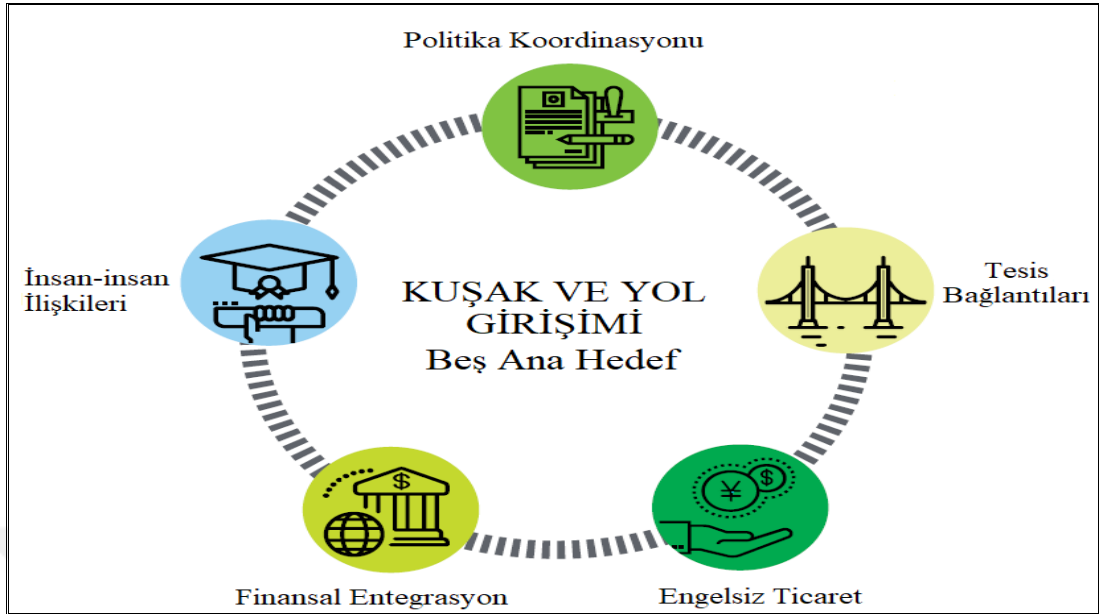 Politika Koordinasyonu
İnsan-insan
İlişkileri
KUŞAK VE YOL
GİRİŞİMİ
Beş Ana Hedef
Tesis
Bağlantıları
$
¥
$
Finansal Entegrasyon
Engelsiz Ticaret